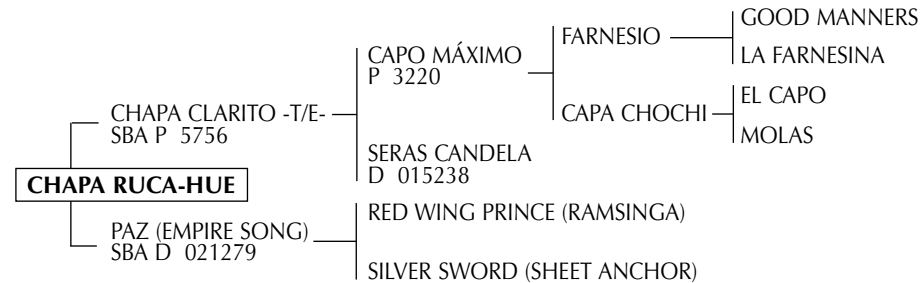 GOOD MANNERS
FARNESIO
LA FARNESINA
CAPO MÁXIMO
P 3220
EL CAPO
CAPA CHOCHI
MOLAS
CHAPA CLARITO -T/E-
SBA P 5756
SERAS CANDELA
D 015238
CHAPA RUCA-HUE
RED WING PRINCE (RAMSINGA)
PAZ (EMPIRE SONG)
SBA D 021279
SILVER SWORD (SHEET ANCHOR)